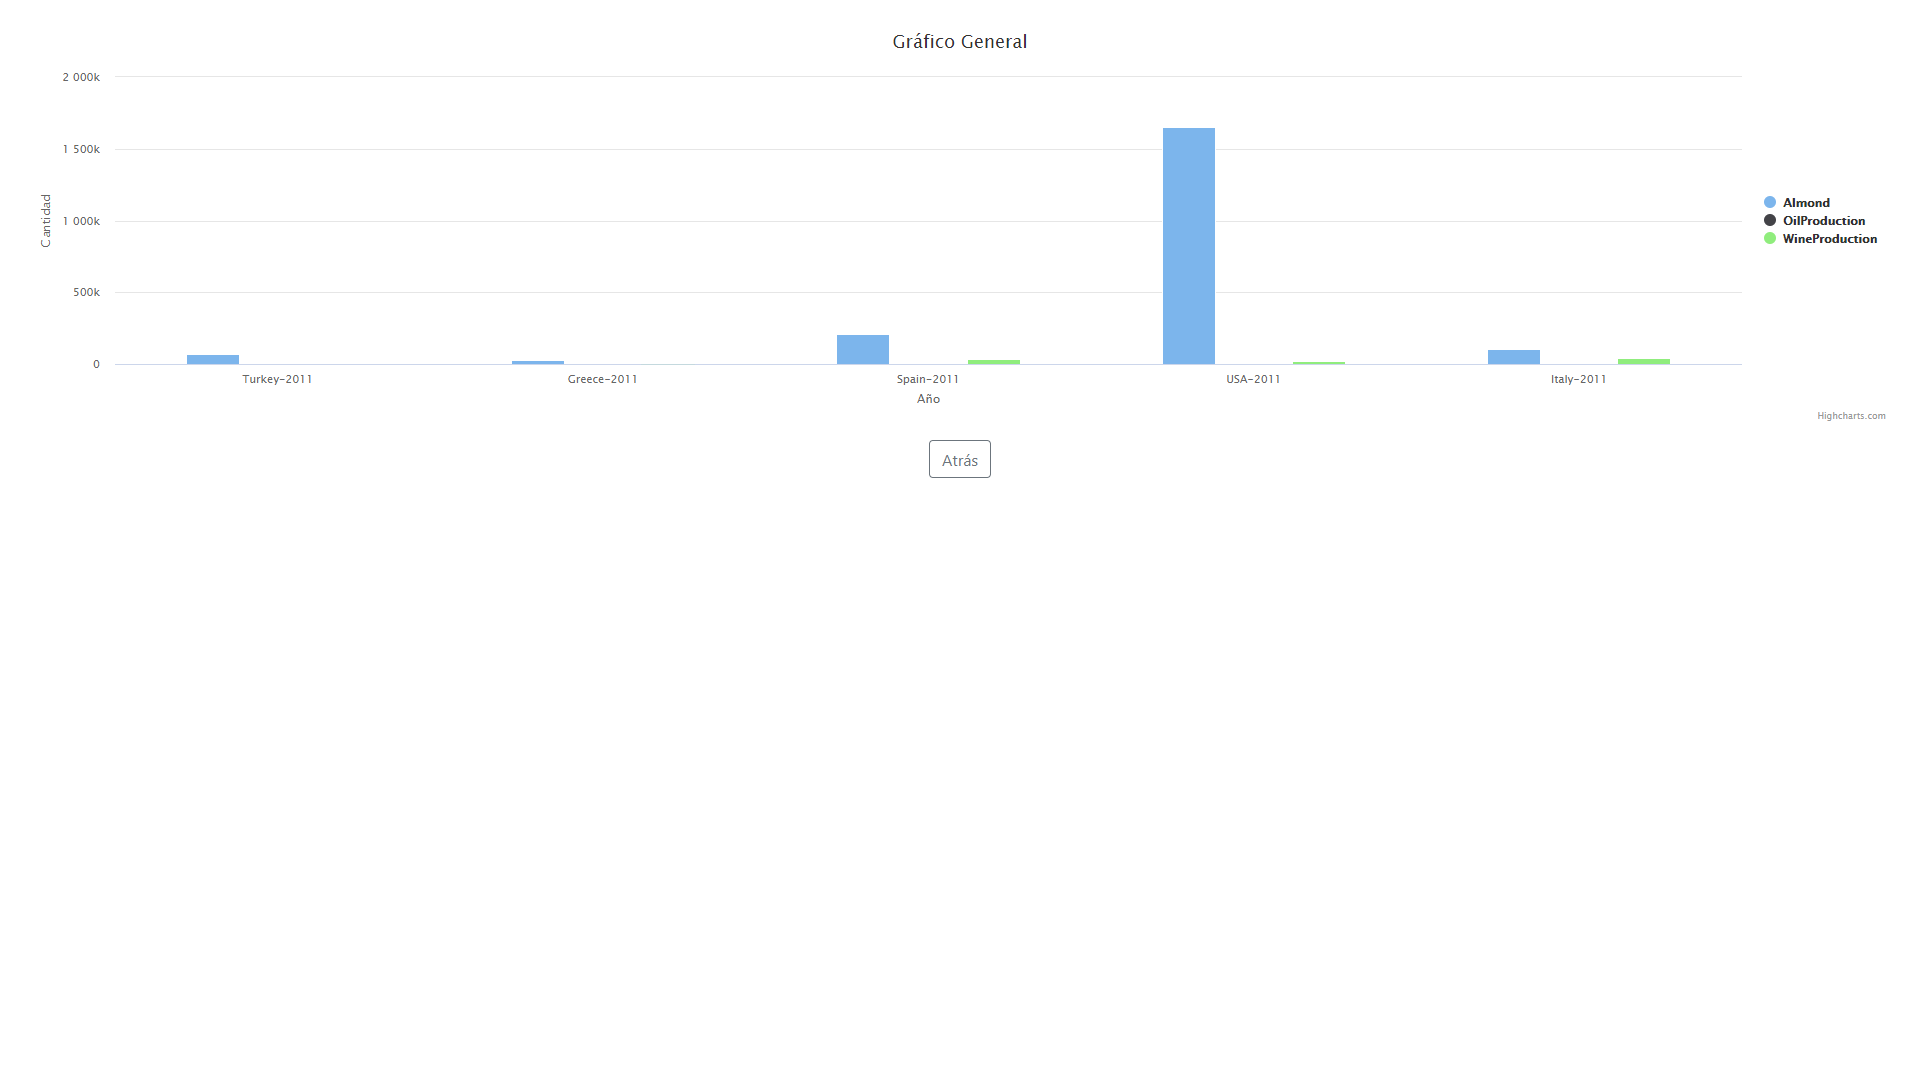 Gráfico General
2 000k
1 500k
1 000k
500k
0
Cantidad
Turkey-2011
Greece-2011
Spain-2011
USA-2011
Italy-2011
Año
Almond
OilProduction
WineProduction
Highcharts.com
Atrás